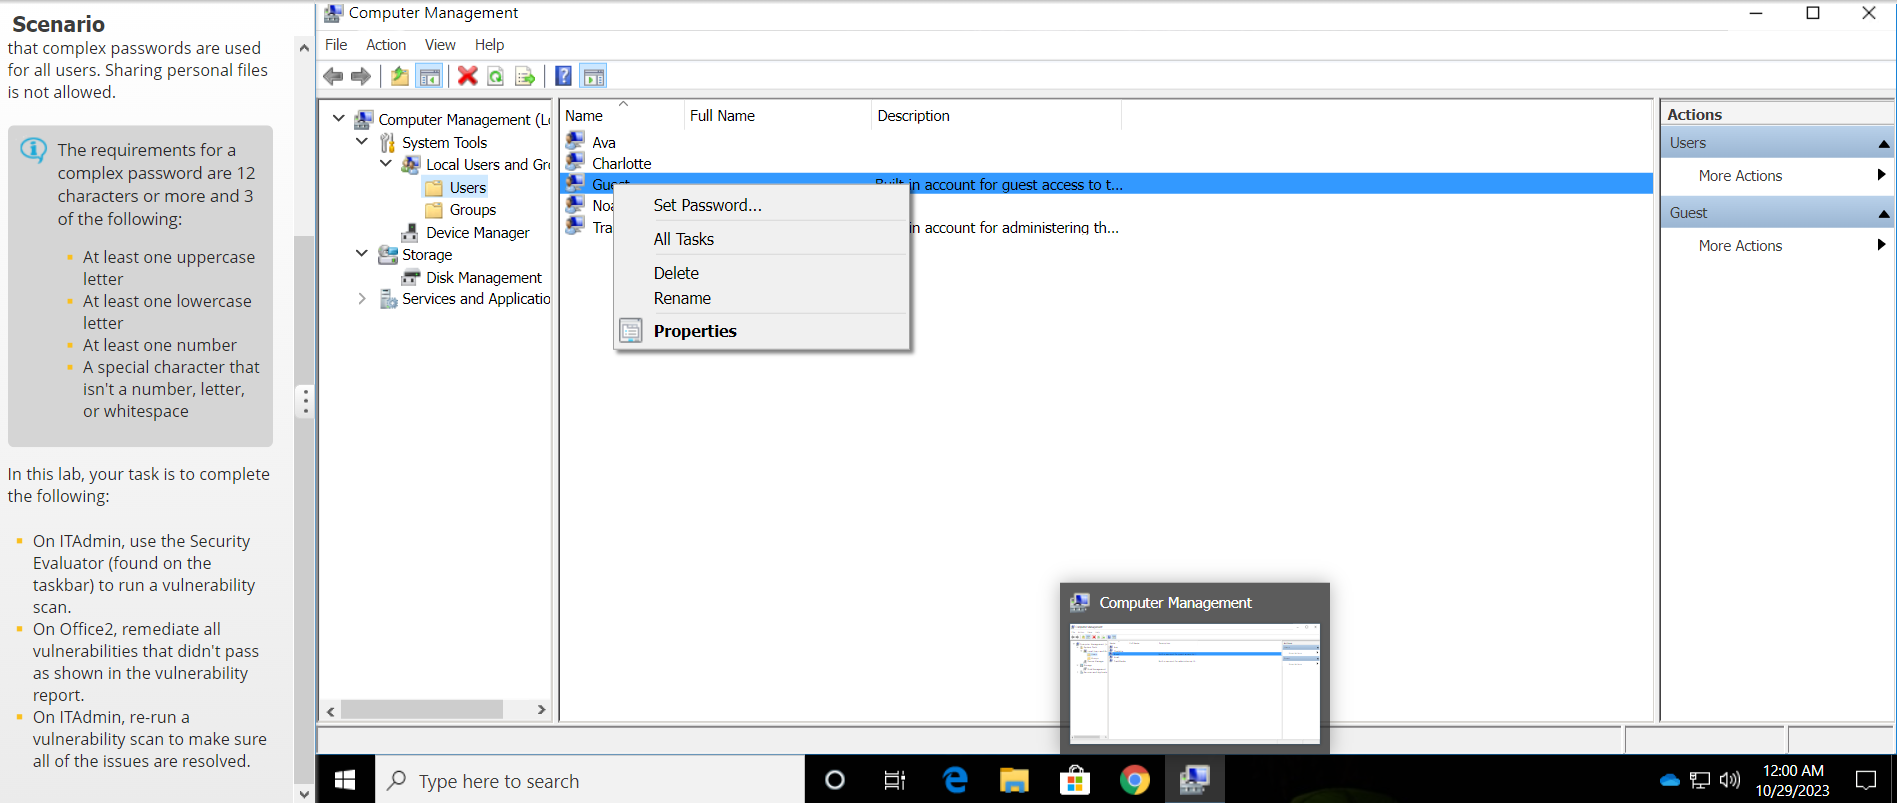 Scenario
that complex passwords are used
for all users. Sharing personal files
is not allowed.
The requirements for a
complex password are 12
characters or more and 3
of the following:
At least one uppercase
letter
At least one lowercase
letter
At least one number
A special character that
isn't a number, letter,
or whitespace
In this lab, your task is to complete
the following:
On ITAdmin, use the Security
Evaluator (found on the
taskbar) to run a vulnerability
scan.
On Office2, remediate all
vulnerabilities that didn't pass
as shown in the vulnerability
report.
On ITAdmin, re-run a
vulnerability scan to make sure
all of the issues are resolved.
Computer Management
File Action View Help
Computer Management (Lo
System Tools
Local Users and Gro
Users
Groups
Device Manager
Storage
Disk Management
Services and Applicatio
Name Full Name Description
Ava
Charlotte
Guest Built-in account for guest access to t...
Noa
Tra in account for administering th...
Set Password...
All Tasks
Delete
Rename
Properties
Actions
Users
More Actions
Guest
More Actions
Computer Management
Type here to search
12:00 AM
10/29/2023